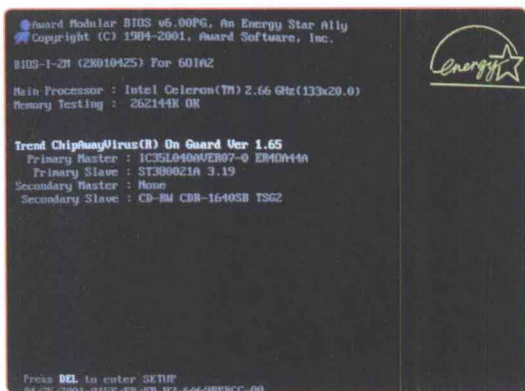 Award Modular BIOS v6.00PG, An Energy Star Ally
Copyright (C) 1984-2001, Award Software, Inc.
energy
BIOS-I-2M (2K010425) For 601A2
Main Processor : Intel Celeron(TM) 2.66 GHz(133x20.0)
Memory Testing : 262144K OK
Trend ChipAwayVirus(R) On Guard Ver 1.65
Primary Master : IC35L040AVER07-0 ER4OA44A
Primary Slave : ST380021A 3.19
Secondary Master : None
Secondary Slave : CD-RW CDR-1640SB TSG2
Press DEL to enter SETUP